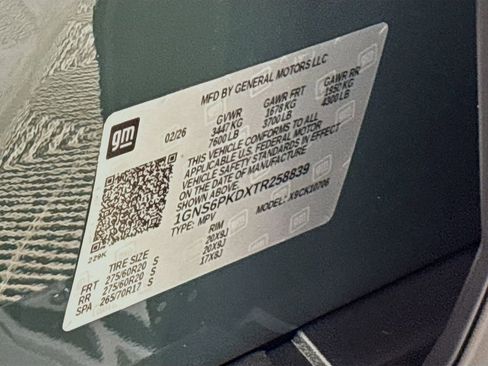 gm
MFD BY GENERAL MOTORS LLC
02/26
GVWR GAWR FRT GAWR RR
3447 KG 1678 KG 1950 KG
7600 LB 3700 LB 4300 LB
THIS VEHICLE CONFORMS TO ALL
APPLICABLE U.S. FEDERAL MOTOR
VEHICLE SAFETY STANDARDS IN EFFECT
ON THE DATE OF MANUFACTURE
SHOWN ABOVE.
1GNS6PKDXTR258839
TYPE: MPV MODEL: X9CK10706
229K
TIRE SIZE RIM
FRT 275/60R20 S 20X9J
RR 275/60R20 S 20X9J
SPA 265/70R17 S 17X8J